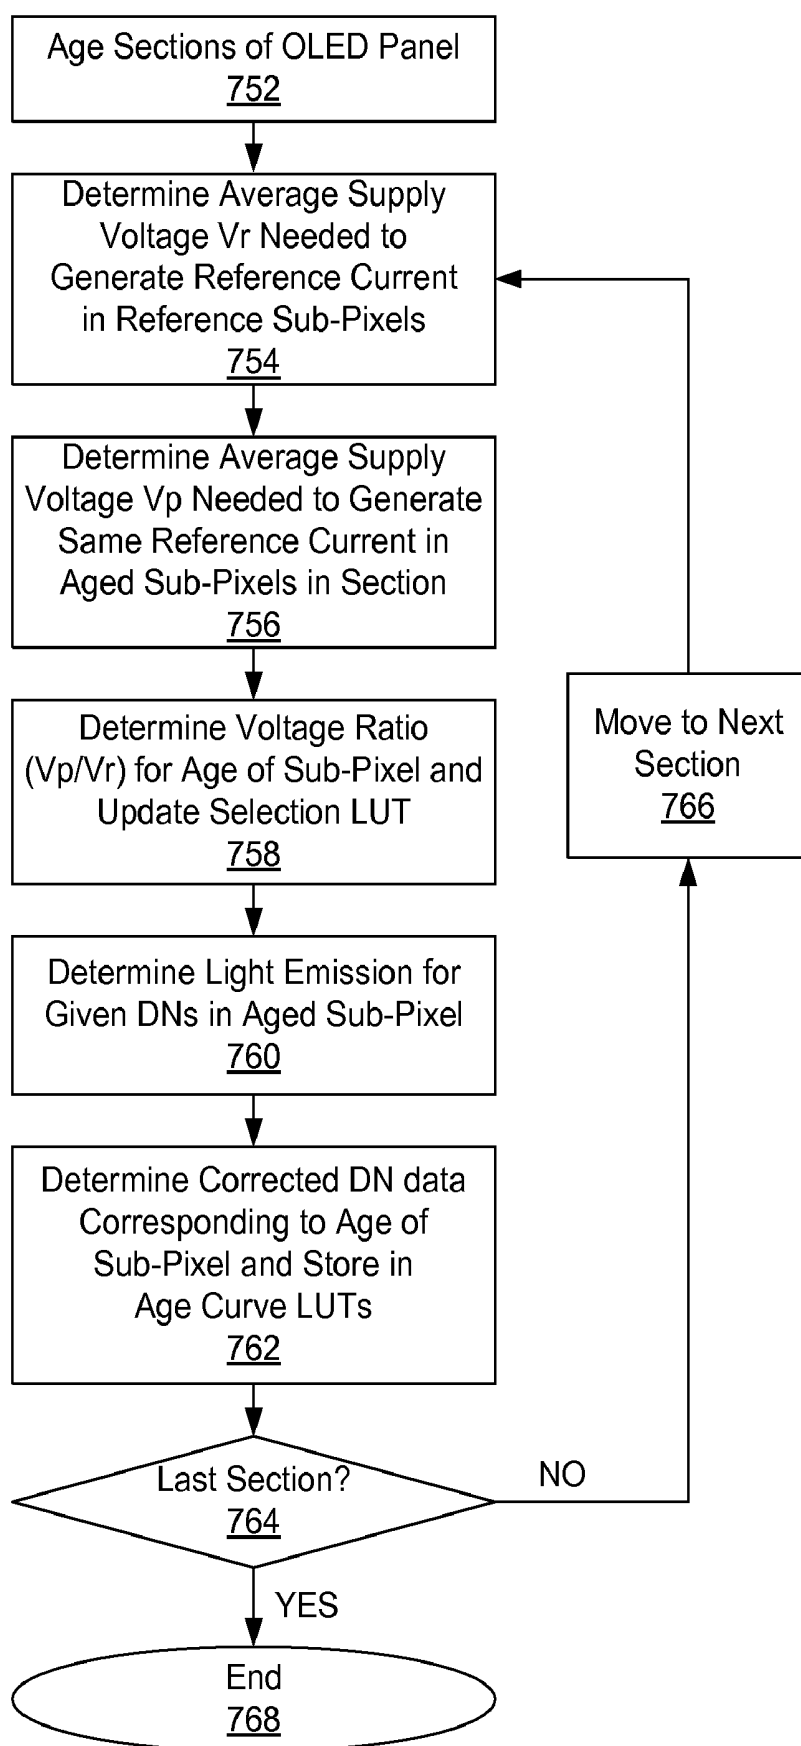 Age Sections of OLED Panel
752
Determine Average Supply
Voltage Vr Needed to
Generate Reference Current
in Reference Sub-Pixels
754
Determine Average Supply
Voltage Vp Needed to Generate
Same Reference Current in
Aged Sub-Pixels in Section
756
Determine Voltage Ratio
(Vp/Vr) for Age of Sub-Pixel and
Update Selection LUT
758
Move to Next
Section
766
Determine Light Emission for
Given DNs in Aged Sub-Pixel
760
Determine Corrected DN data
Corresponding to Age of
Sub-Pixel and Store in
Age Curve LUTs
762
Last Section?
764
NO
YES
End
768